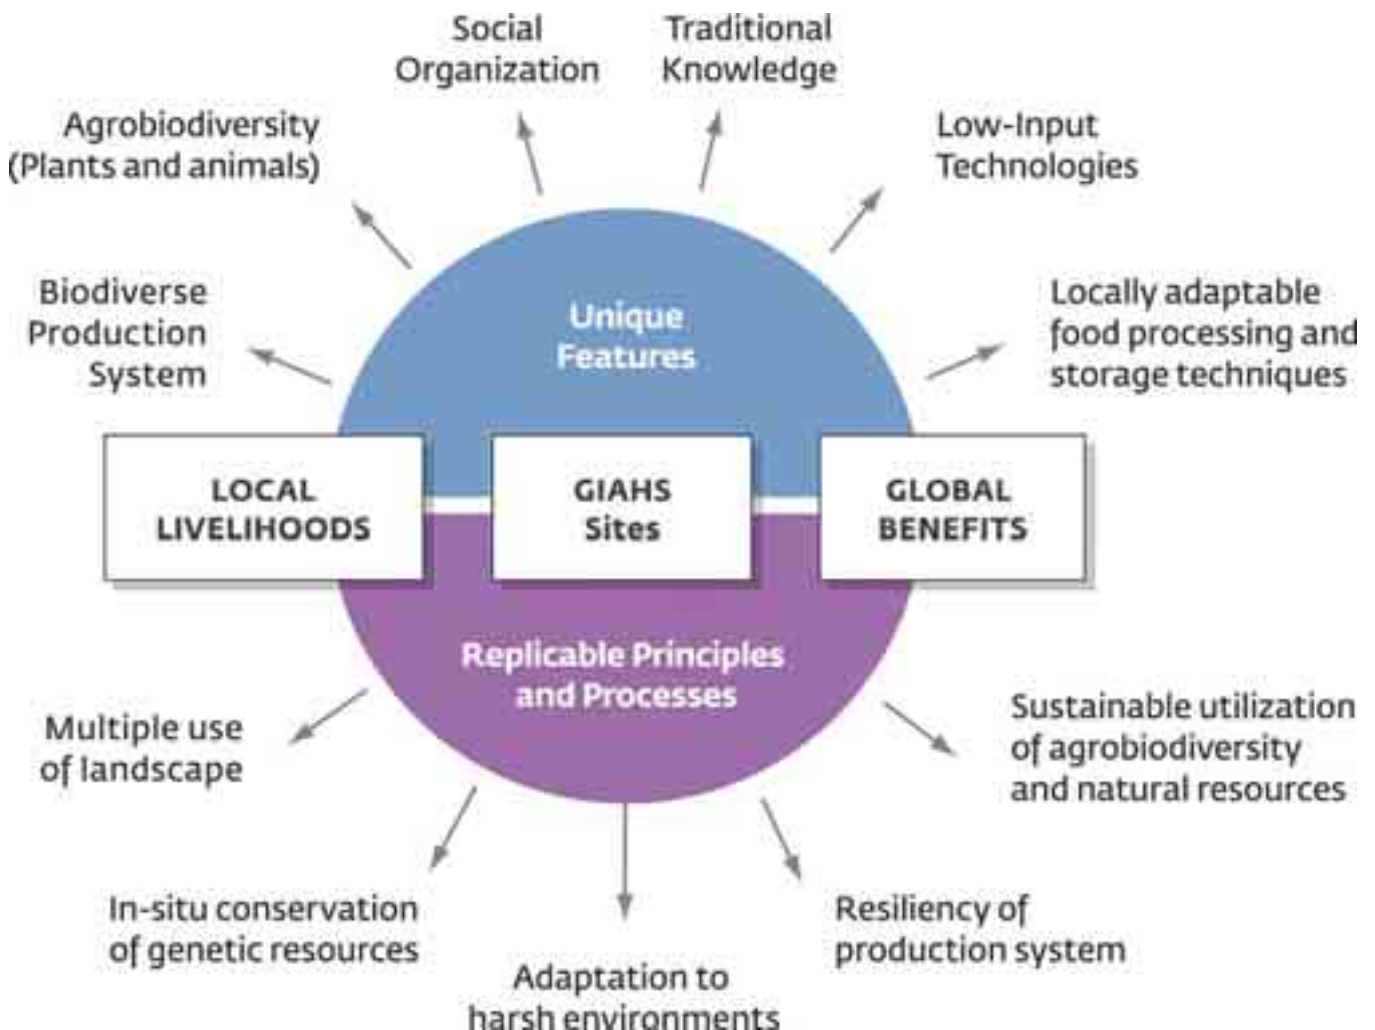 Social
Organization
Traditional
Knowledge
Agrobiodiversity
(Plants and animals)
Low-Input
Technologies
Biodiverse
Production
System
Unique
Features
Locally adaptable
food processing and
storage techniques
LOCAL
LIVELIHOODS
GIAHS
Sites
GLOBAL
BENEFITS
Replicable Principles
and Processes
Multiple use
of landscape
Sustainable utilization
of agrobiodiversity
and natural resources
In-situ conservation
of genetic resources
Adaptation to
harsh environments
Resiliency of
production system